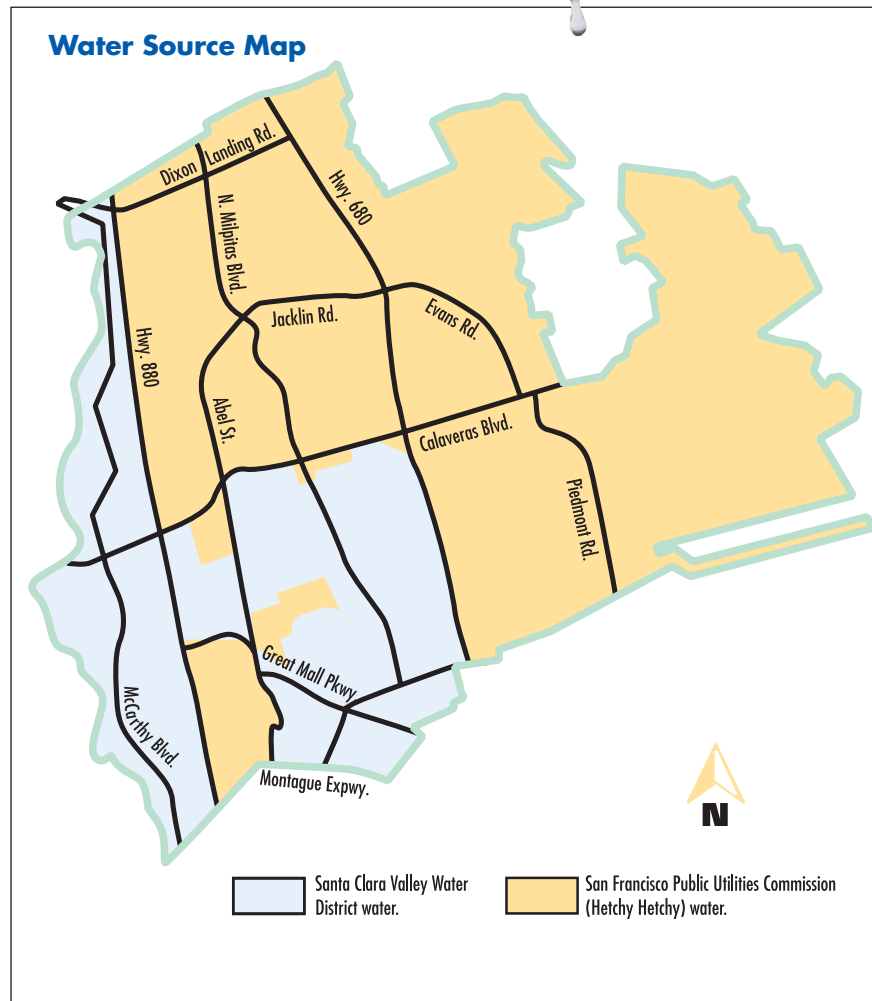 Water Source Map
Dixon Landing Rd.
Hwy. 680
N. Milpitas Blvd.
Jacklin Rd.
Evans Rd.
Hwy. 880
Abel St.
Calaveras Blvd.
Piedmont Rd.
Great Mall Pkwy
McCarthy Blvd.
Montague Expwy.
N
Santa Clara Valley Water
District water.
San Francisco Public Utilities Commission
(Hetchy Hetchy) water.